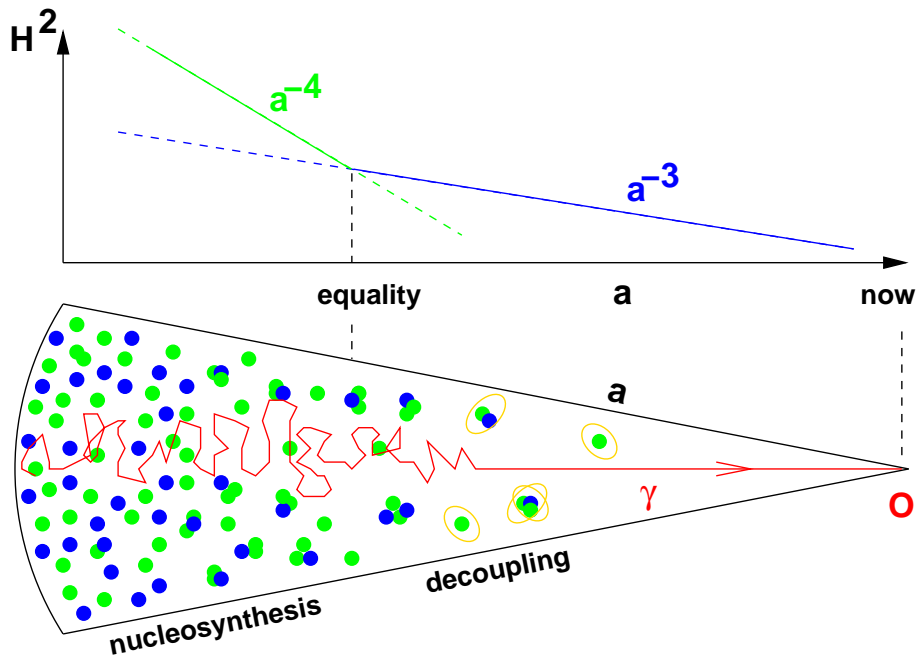 H²
a⁻⁴
a⁻³
equality
a
now
a
γ
O
decoupling
nucleosynthesis